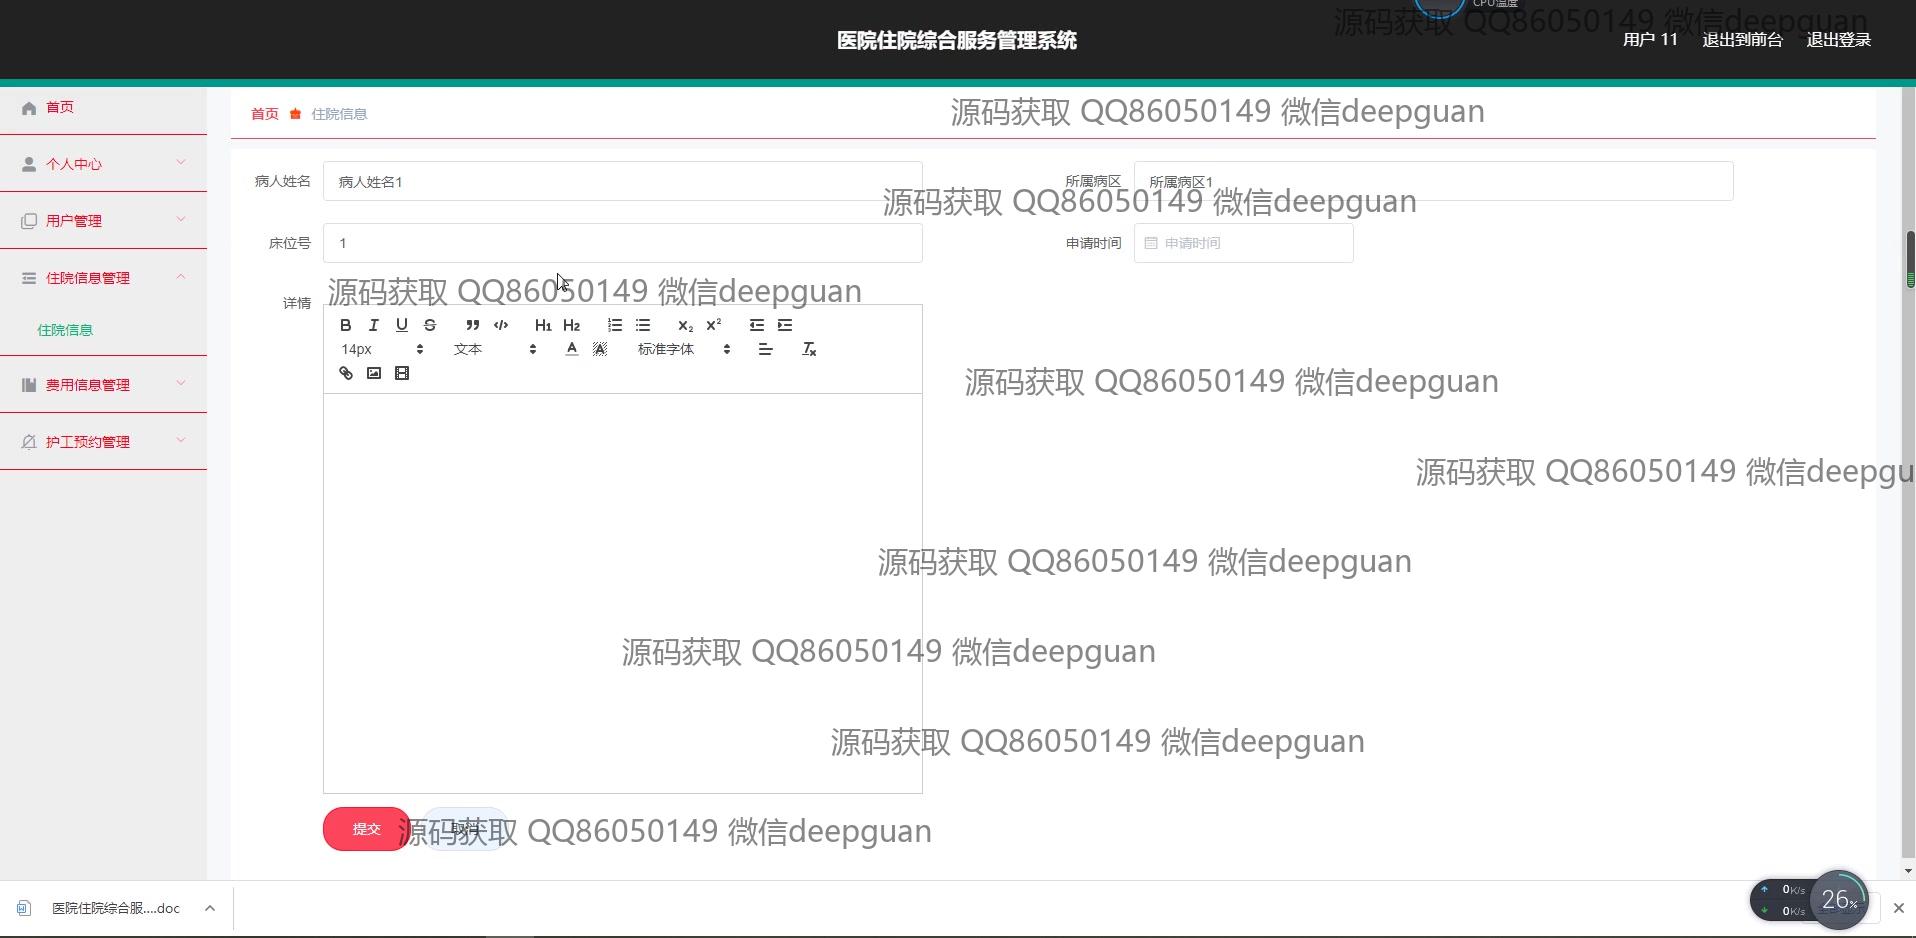 CPU温度
源码获取 QQ86050149 微信deepguan
医院住院综合服务管理系统
用户 11 退出到前台 退出登录
首页
个人中心
用户管理
住院信息管理
住院信息
费用信息管理
护工预约管理
首页 住院信息
源码获取 QQ86050149 微信deepguan
病人姓名 病人姓名1
所属病区 所属病区1
源码获取 QQ86050149 微信deepguan
床位号 1
申请时间 申请时间
源码获取 QQ86050149 微信deepguan
详情
B I U S H1 H2 X2 X2
14px 文本 A A 标准字体 Tx
源码获取 QQ86050149 微信deepguan
源码获取 QQ86050149 微信deepgu
源码获取 QQ86050149 微信deepguan
源码获取 QQ86050149 微信deepguan
源码获取 QQ86050149 微信deepguan
提交 取消
源码获取 QQ86050149 微信deepguan
医院住院综合服....doc
0K/s
0K/s
26%